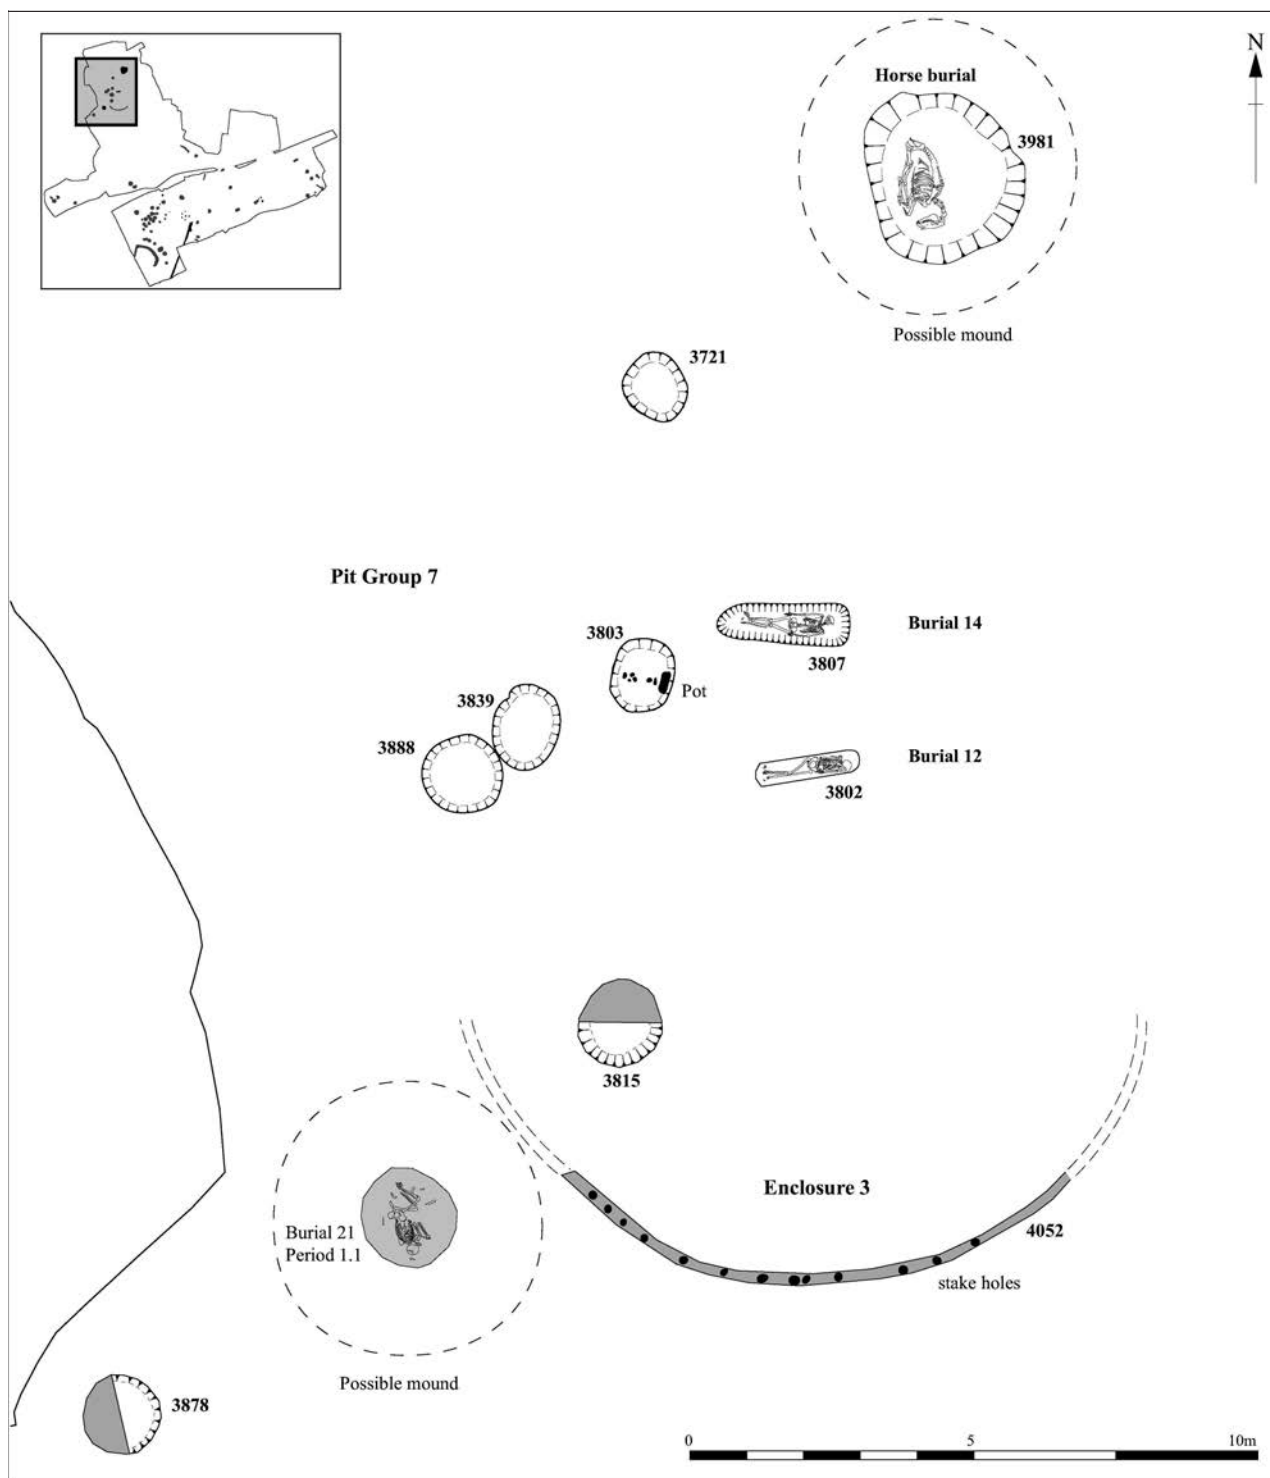 N
Horse burial
3981
Possible mound
3721
Pit Group 7
3803
Burial 14
3807
Pot
3839
3888
Burial 12
3802
3815
Enclosure 3
4052
stake holes
Burial 21
Period 1.1
Possible mound
3878
0
5
10m